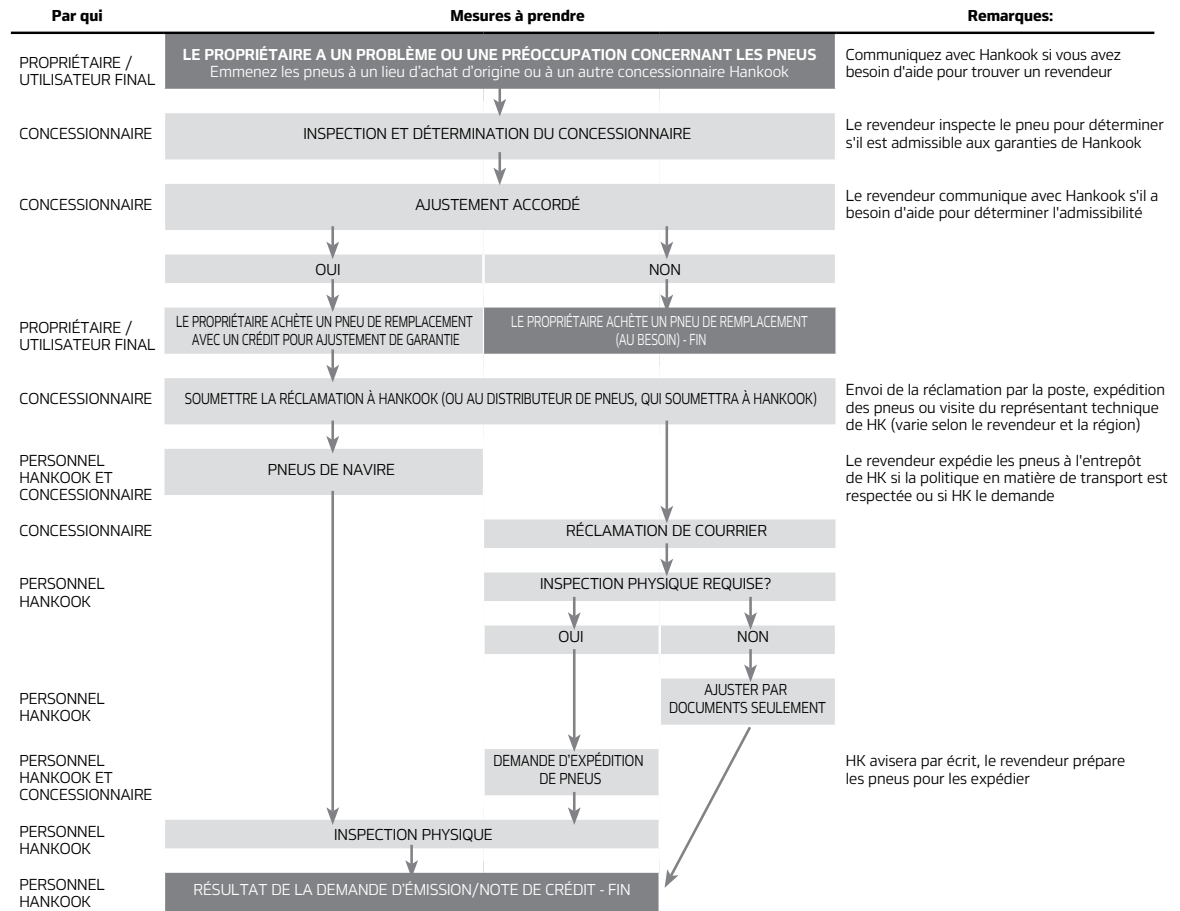 Par qui
Mesures à prendre
Remarques:
PROPRIÉTAIRE /
UTILISATEUR FINAL
LE PROPRIÉTAIRE A UN PROBLÈME OU UNE PRÉOCCUPATION CONCERNANT LES PNEUS
Emmenez les pneus à un lieu d'achat d'origine ou à un autre concessionnaire Hankook
Communiquez avec Hankook si vous avez
besoin d'aide pour trouver un revendeur
CONCESSIONNAIRE
INSPECTION ET DÉTERMINATION DU CONCESSIONNAIRE
Le revendeur inspecte le pneu pour déterminer
s'il est admissible aux garanties de Hankook
CONCESSIONNAIRE
AJUSTEMENT ACCORDÉ
Le revendeur communique avec Hankook s'il a
besoin d'aide pour déterminer l'admissibilité
OUI
NON
PROPRIÉTAIRE /
UTILISATEUR FINAL
LE PROPRIÉTAIRE ACHÈTE UN PNEU DE REMPLACEMENT
AVEC UN CRÉDIT POUR AJUSTEMENT DE GARANTIE
LE PROPRIÉTAIRE ACHÈTE UN PNEU DE REMPLACEMENT
(AU BESOIN) - FIN
CONCESSIONNAIRE
SOUMETTRE LA RÉCLAMATION À HANKOOK (OU AU DISTRIBUTEUR DE PNEUS, QUI SOUMETTRA À HANKOOK)
Envoi de la réclamation par la poste, expédition
des pneus ou visite du représentant technique
de HK (varie selon le revendeur et la région)
PERSONNEL
HANKOOK ET
CONCESSIONNAIRE
PNEUS DE NAVIRE
Le revendeur expédie les pneus à l'entrepôt
de HK si la politique en matière de transport est
respectée ou si HK le demande
CONCESSIONNAIRE
RÉCLAMATION DE COURRIER
PERSONNEL
HANKOOK
INSPECTION PHYSIQUE REQUISE?
OUI
NON
PERSONNEL
HANKOOK
AJUSTER PAR
DOCUMENTS SEULEMENT
PERSONNEL
HANKOOK ET
CONCESSIONNAIRE
DEMANDE D'EXPÉDITION
DE PNEUS
HK avisera par écrit, le revendeur prépare
les pneus pour les expédier
PERSONNEL
HANKOOK
INSPECTION PHYSIQUE
PERSONNEL
HANKOOK
RÉSULTAT DE LA DEMANDE D'ÉMISSION/NOTE DE CRÉDIT - FIN